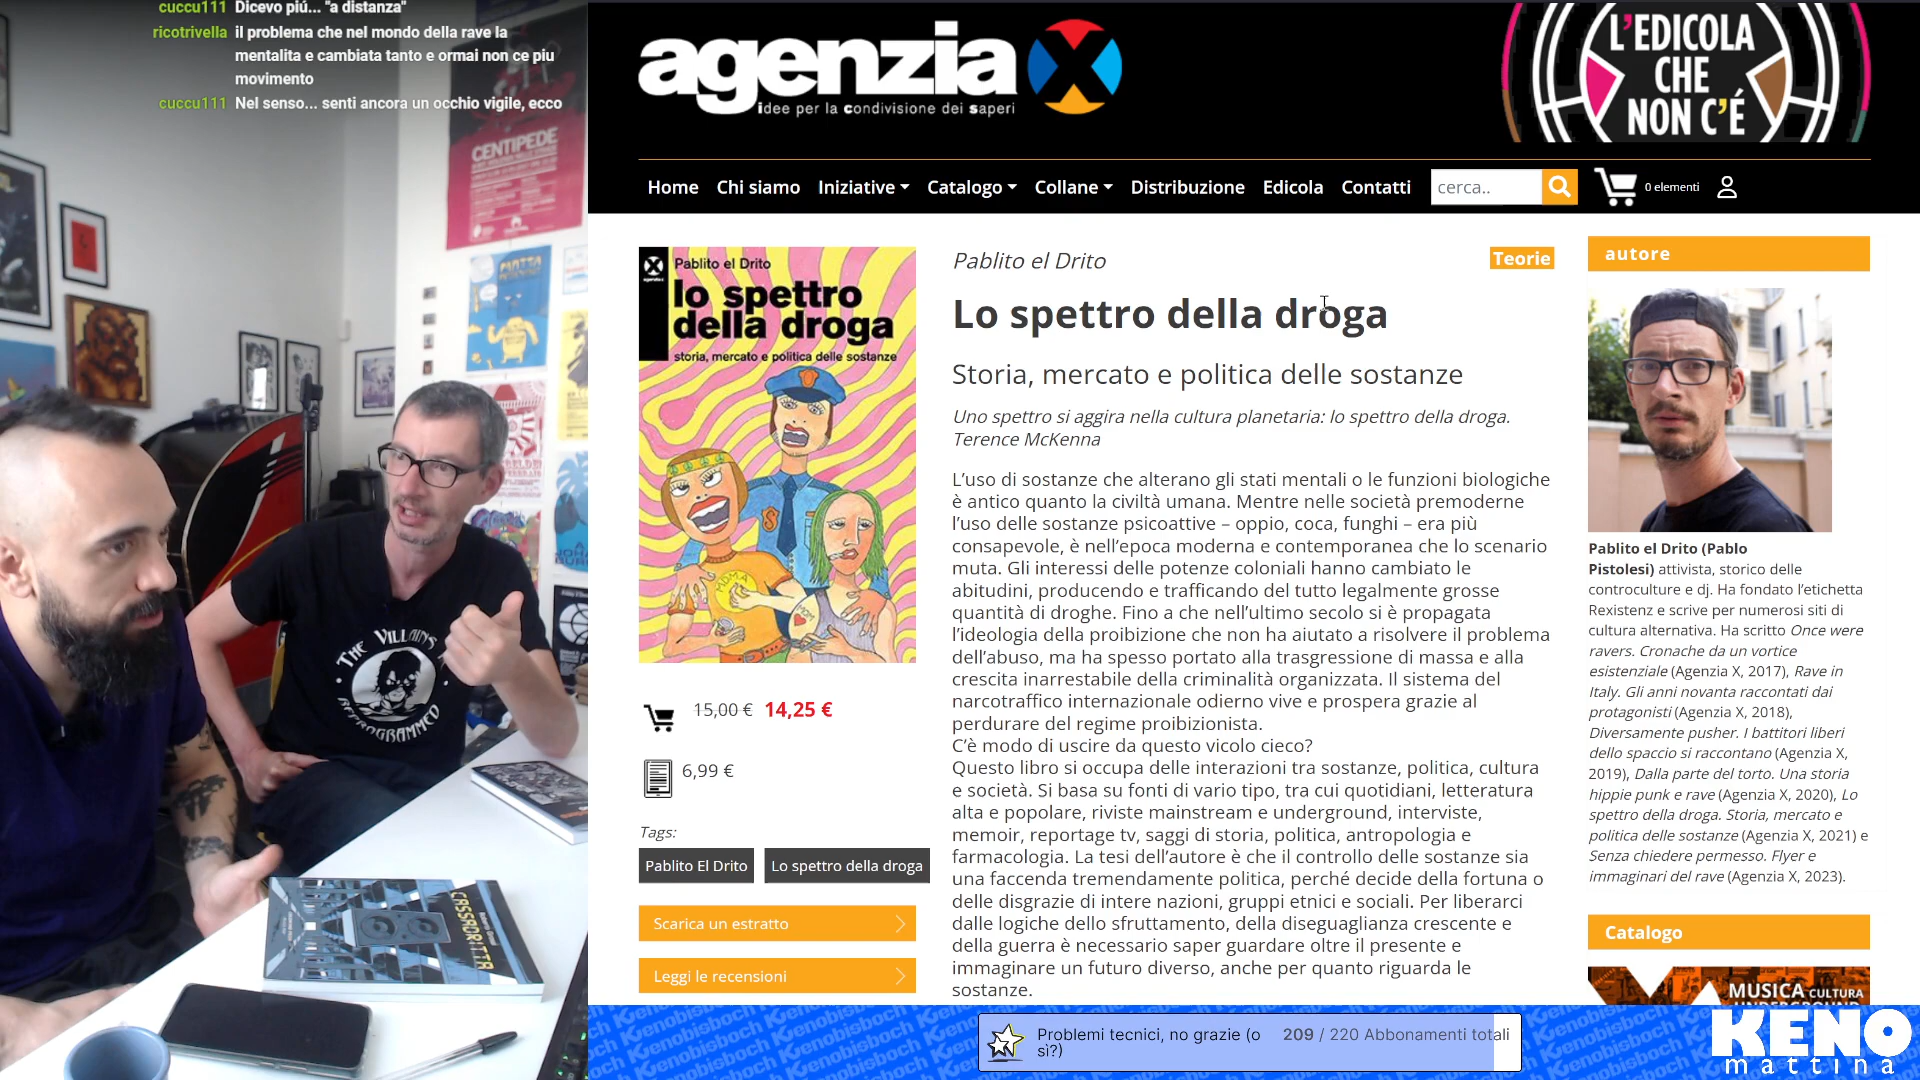 cuccu111 Dicevo piú... "a distanza"
ricotrivella il problema che nel mondo della rave la
mentalita e cambiata tanto e ormai non ce piu
movimento
cuccu111 Nel senso... senti ancora un occhio vigile, ecco
CENTIPEDE
THE VILLAINS
REPROGRAMMED
CASSADRITTA
agenzia X
idee per la condivisione dei saperi
L'EDICOLA
CHE
NON C'É
Home Chi siamo Iniziative Catalogo Collane Distribuzione Edicola Contatti
cerca..
0 elementi
Pablito el Drito
agenzia x
lo spettro
della droga
storia, mercato e politica delle sostanze
15,00 € 14,25 €
6,99 €
Tags:
Pablito El Drito Lo spettro della droga
Scarica un estratto
Leggi le recensioni
Pablito el Drito
Teorie
Lo spettro della droga
Storia, mercato e politica delle sostanze
Uno spettro si aggira nella cultura planetaria: lo spettro della droga.
Terence McKenna
L'uso di sostanze che alterano gli stati mentali o le funzioni biologiche
è antico quanto la civiltà umana. Mentre nelle società premoderne
l'uso delle sostanze psicoattive – oppio, coca, funghi – era più
consapevole, è nell'epoca moderna e contemporanea che lo scenario
muta. Gli interessi delle potenze coloniali hanno cambiato le
abitudini, producendo e trafficando del tutto legalmente grosse
quantità di droghe. Fino a che nell'ultimo secolo si è propagata
l'ideologia della proibizione che non ha aiutato a risolvere il problema
dell'abuso, ma ha spesso portato alla trasgressione di massa e alla
crescita inarrestabile della criminalità organizzata. Il sistema del
narcotraffico internazionale odierno vive e prospera grazie al
perdurare del regime proibizionista.
C'è modo di uscire da questo vicolo cieco?
Questo libro si occupa delle interazioni tra sostanze, politica, cultura
e società. Si basa su fonti di vario tipo, tra cui quotidiani, letteratura
alta e popolare, riviste mainstream e underground, interviste,
memoir, reportage tv, saggi di storia, politica, antropologia e
farmacologia. La tesi dell'autore è che il controllo delle sostanze sia
una faccenda tremendamente politica, perché decide della fortuna o
delle disgrazie di intere nazioni, gruppi etnici e sociali. Per liberarci
dalle logiche dello sfruttamento, della diseguaglianza crescente e
della guerra è necessario saper guardare oltre il presente e
immaginare un futuro diverso, anche per quanto riguarda le
sostanze.
autore
Pablito el Drito (Pablo
Pistolesi) attivista, storico delle
controculture e dj. Ha fondato l'etichetta
Rexistenz e scrive per numerosi siti di
cultura alternativa. Ha scritto Once were
ravers. Cronache da un vortice
esistenziale (Agenzia X, 2017), Rave in
Italy. Gli anni novanta raccontati dai
protagonisti (Agenzia X, 2018),
Diversamente pusher. I battitori liberi
dello spaccio si raccontano (Agenzia X,
2019), Dalla parte del torto. Una storia
hippie punk e rave (Agenzia X, 2020), Lo
spettro della droga. Storia, mercato e
politica delle sostanze (Agenzia X, 2021) e
Senza chiedere permesso. Flyer e
immaginari del rave (Agenzia X, 2023).
Catalogo
MUSICA CULTURA
UNDERGROUND
Kenobisboch
Problemi tecnici, no grazie (o
sì?)
209 / 220 Abbonamenti totali
KENO
mattina